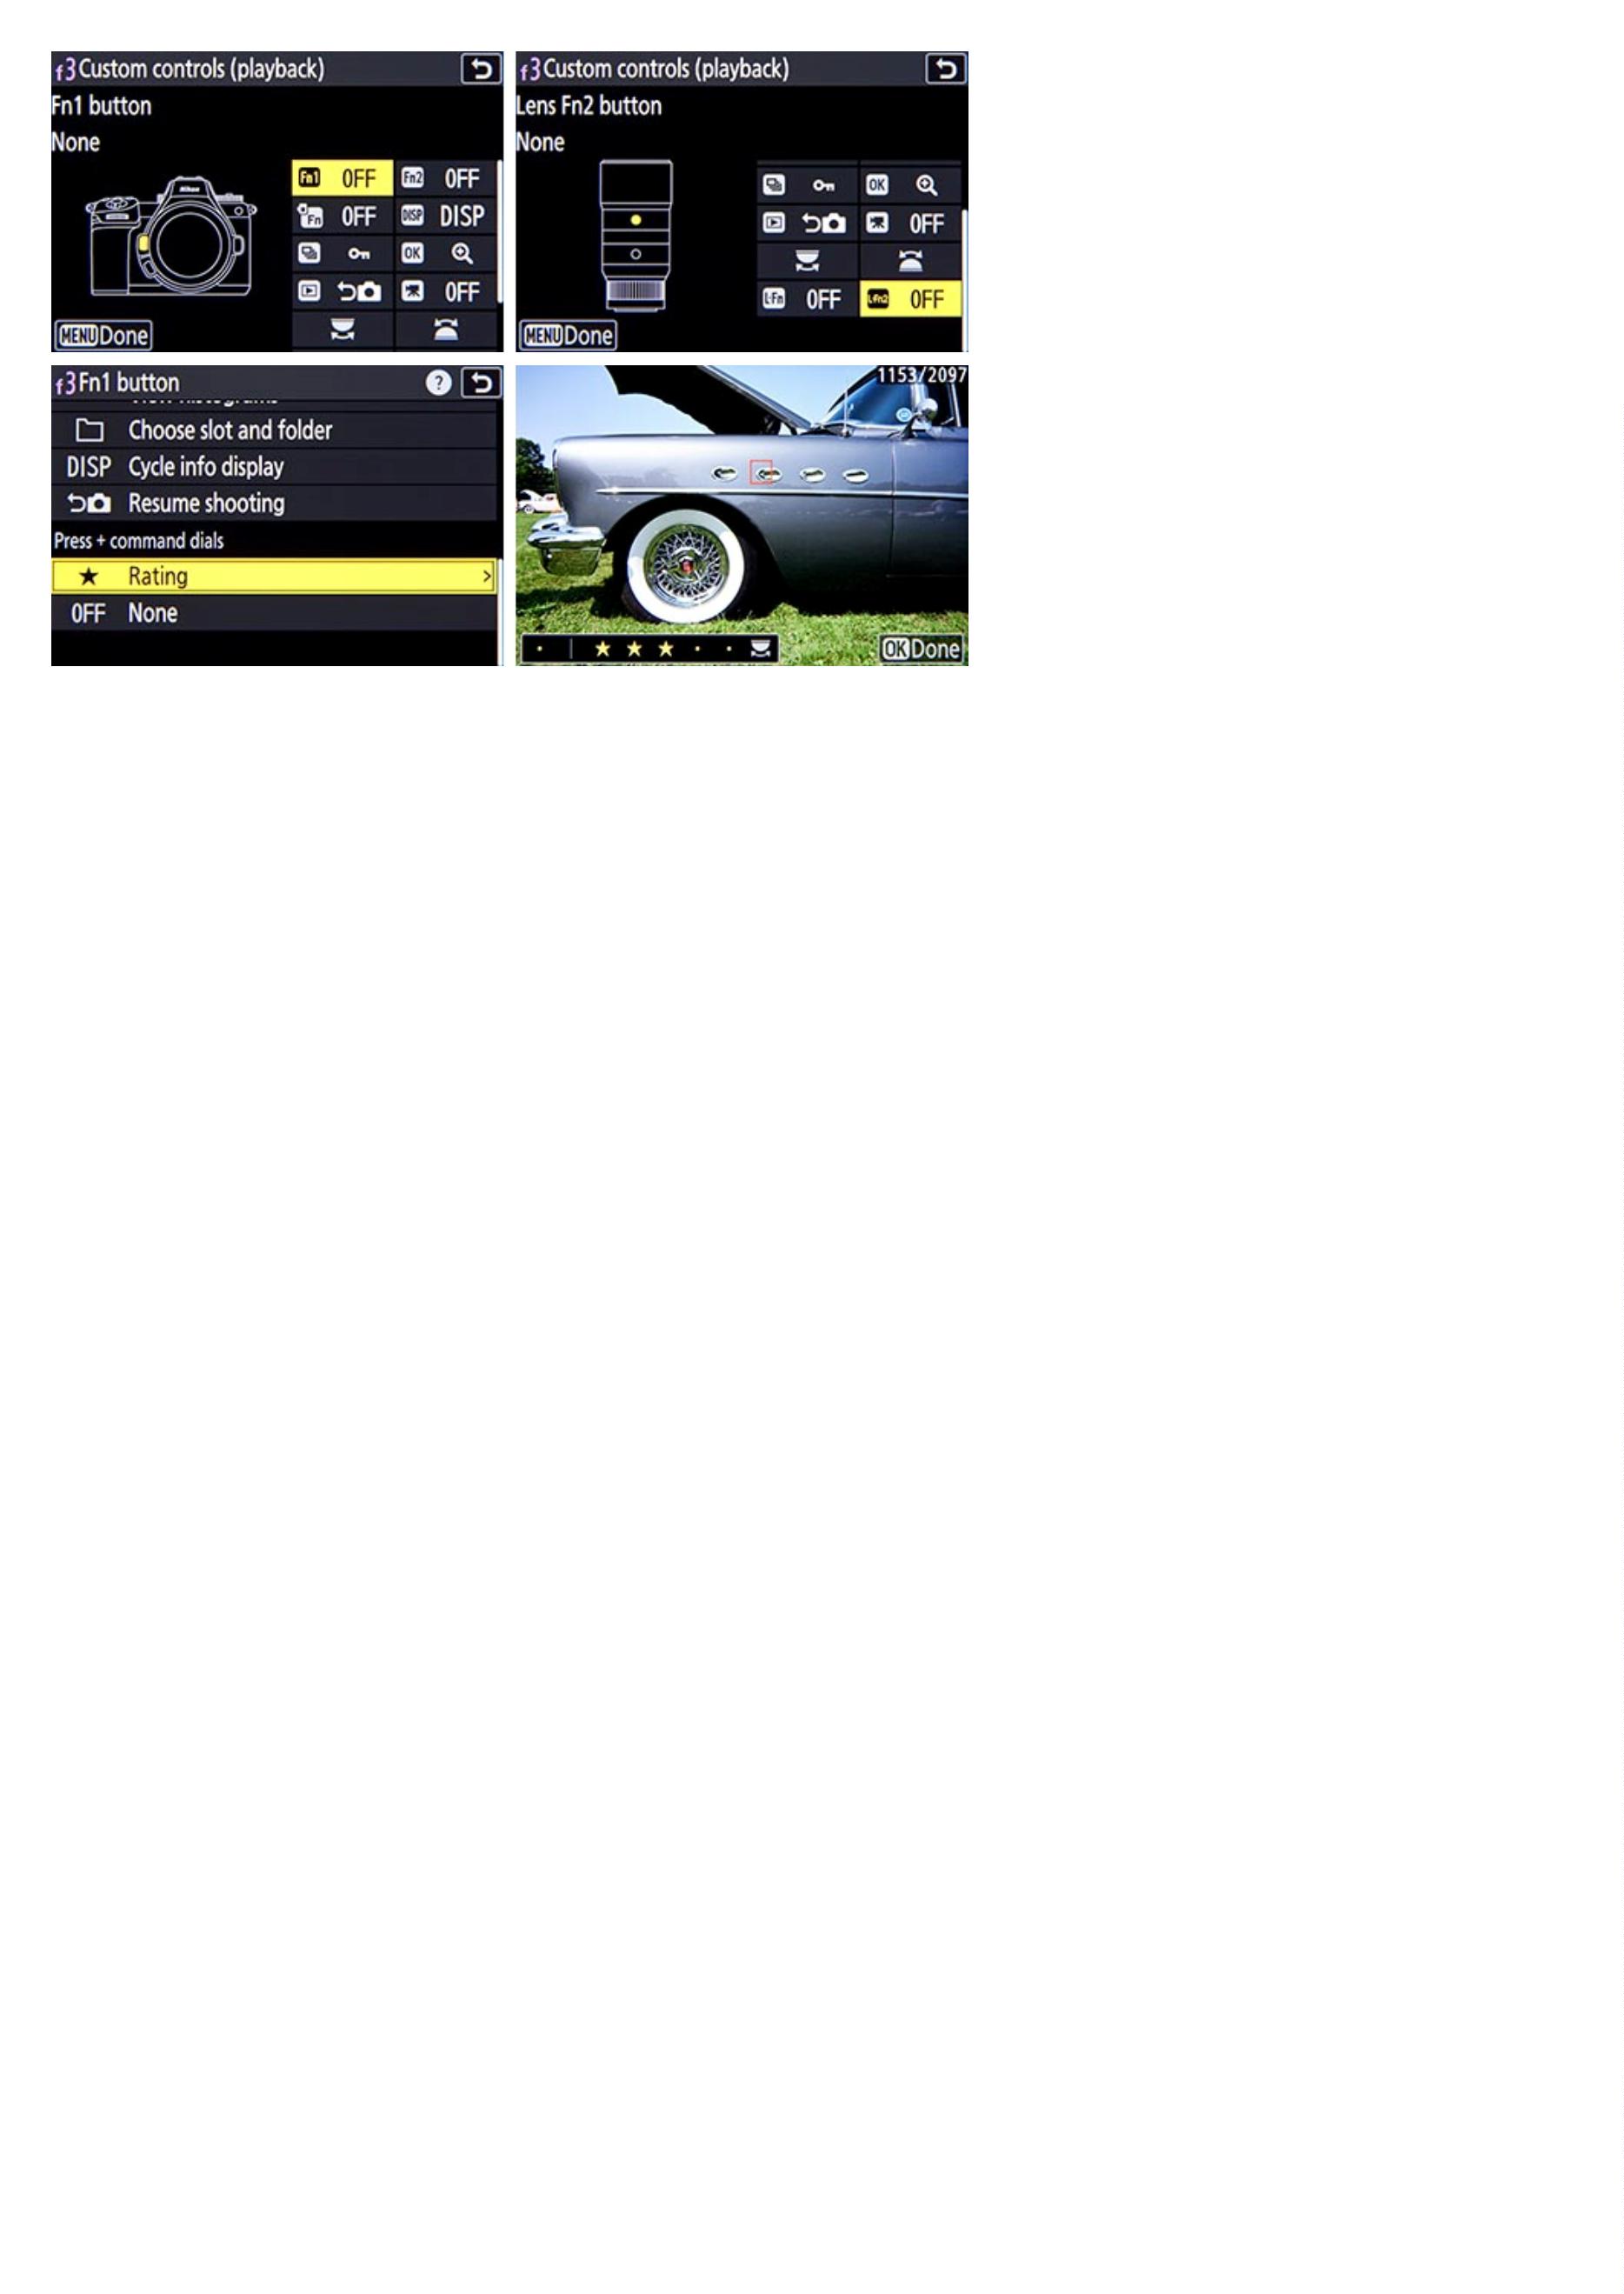 f3 Custom controls (playback)
Fn1 button
None
Nikon
Fn1 OFF Fn2 OFF
Fn OFF DISP DISP
OK
OFF
MENU Done
f3 Custom controls (playback)
Lens Fn2 button
None
OK
OFF
L-Fn OFF L-Fn2 OFF
MENU Done
f3 Fn1 button ?
View histograms
Choose slot and folder
DISP Cycle info display
Resume shooting
Press + command dials
Rating >
OFF None
1153/2097
OK Done